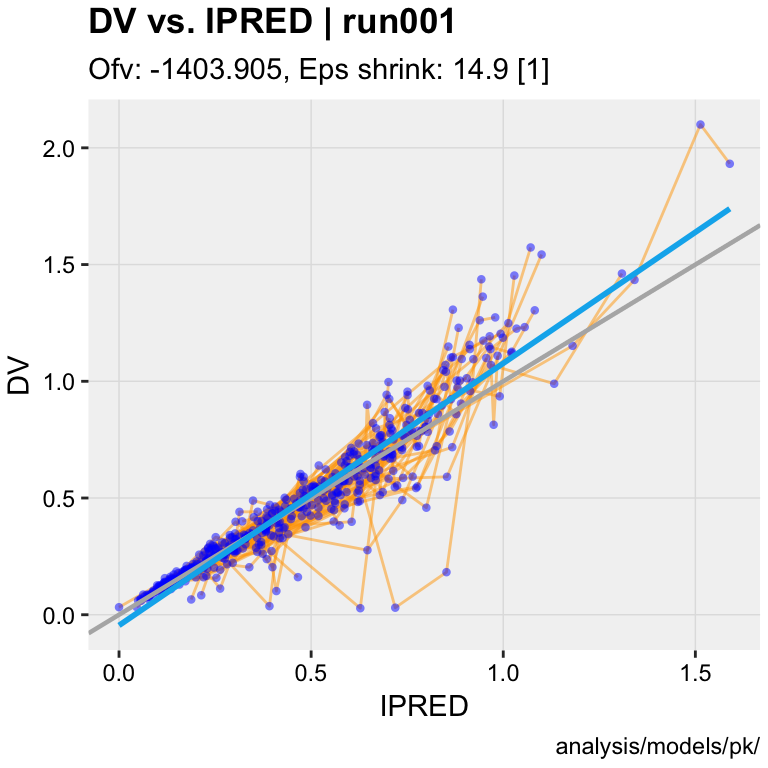 DV vs. IPRED | run001
Ofv: -1403.905, Eps shrink: 14.9 [1]
2.0
1.5
1.0
0.5
0.0
DV
0.0 0.5 1.0 1.5
IPRED
analysis/models/pk/